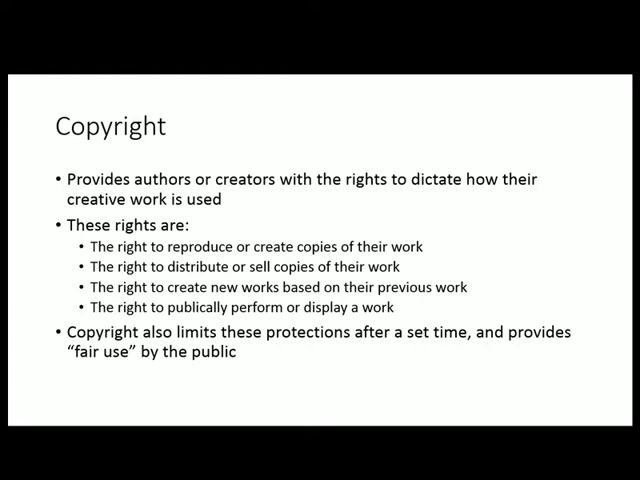 Copyright
• Provides authors or creators with the rights to dictate how their
creative work is used
• These rights are:
• The right to reproduce or create copies of their work
• The right to distribute or sell copies of their work
• The right to create new works based on their previous work
• The right to publically perform or display a work
• Copyright also limits these protections after a set time, and provides
“fair use” by the public